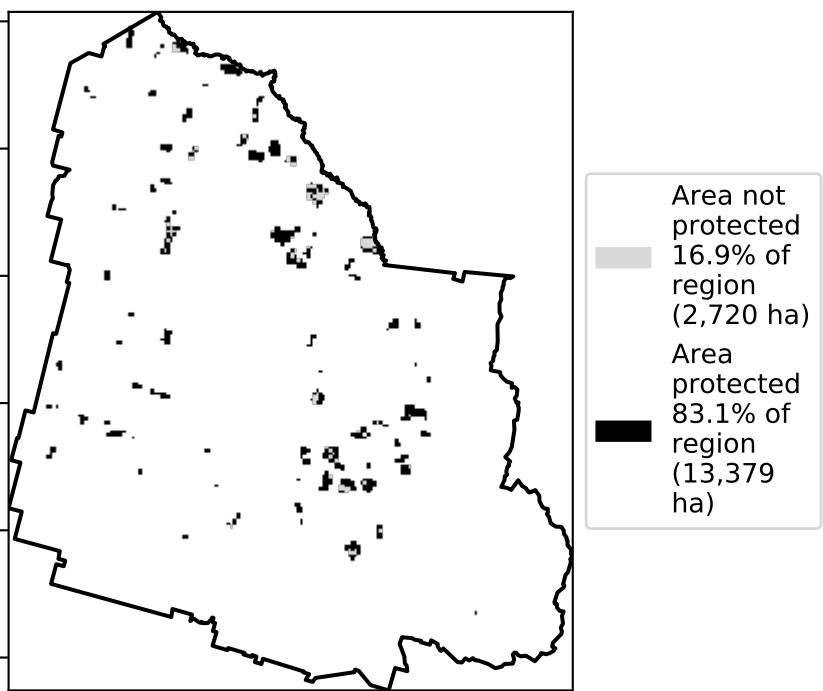 Area not
protected
16.9% of
region
(2,720 ha)
Area
protected
83.1% of
region
(13,379
ha)